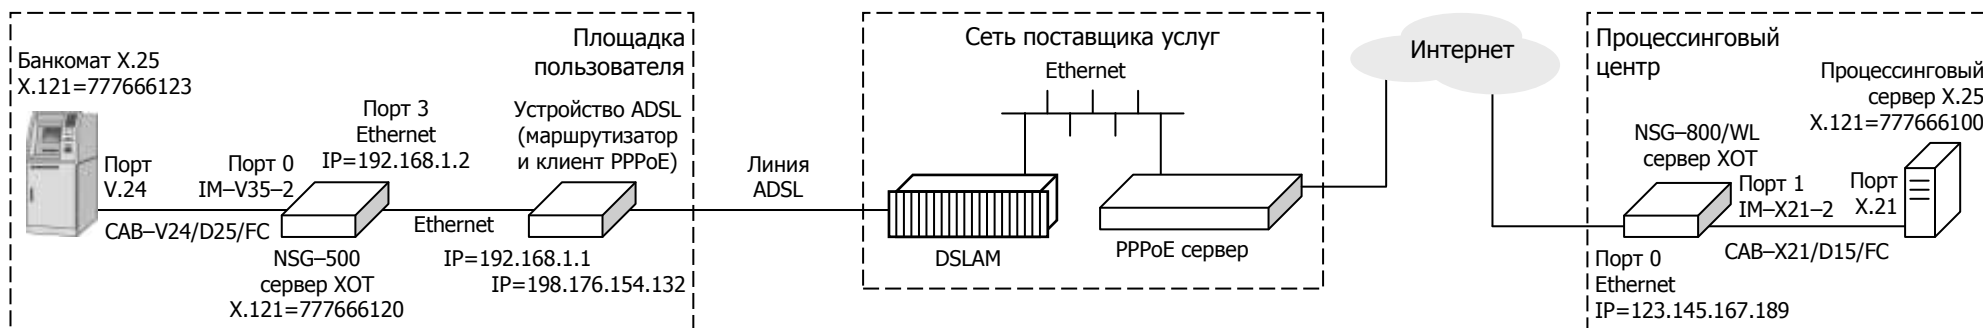 Площадка
пользователя
Банкомат X.25
X.121=777666123
Порт
V.24
Порт 0
IM–V35–2
CAB–V24/D25/FC
Порт 3
Ethernet
IP=192.168.1.2
NSG–500
сервер XOT
X.121=777666120
Ethernet
Устройство ADSL
(маршрутизатор
и клиент PPPoE)
IP=192.168.1.1
IP=198.176.154.132
Линия
ADSL
Сеть поставщика услуг
Ethernet
DSLAM
PPPoE сервер
Интернет
Процессинговый
центр
Процессинговый
сервер X.25
X.121=777666100
NSG–800/WL
сервер XOT
Порт 1
IM–X21–2
Порт
X.21
CAB–X21/D15/FC
Порт 0
Ethernet
IP=123.145.167.189